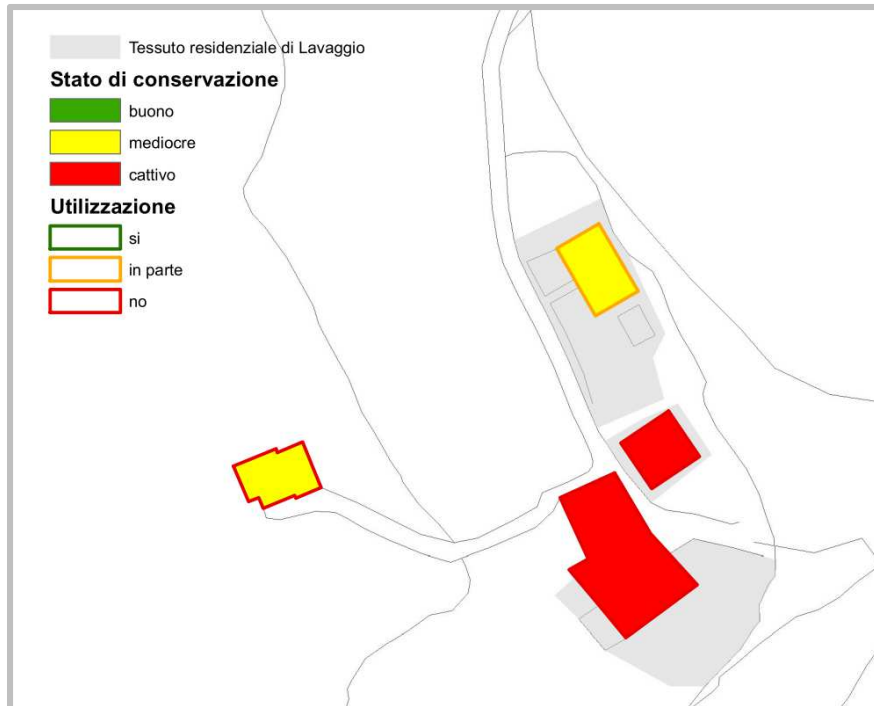 Tessuto residenziale di Lavaggio
Stato di conservazione
buono
mediocre
cattivo
Utilizzazione
si
in parte
no